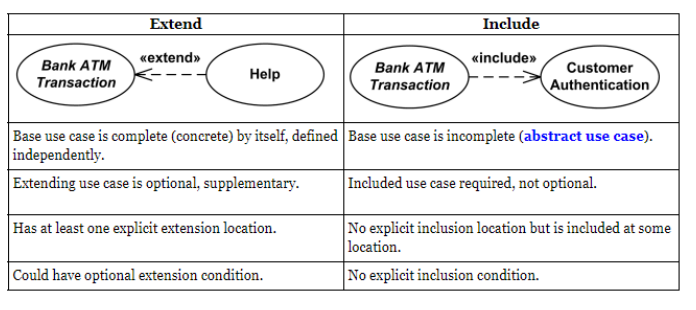 Extend
Include
Bank ATM
Transaction
«extend»
Help
Bank ATM
Transaction
«include»
Customer
Authentication
Base use case is complete (concrete) by itself, defined
independently.
Base use case is incomplete (abstract use case).
Extending use case is optional, supplementary.
Included use case required, not optional.
Has at least one explicit extension location.
No explicit inclusion location but is included at some
location.
Could have optional extension condition.
No explicit inclusion condition.